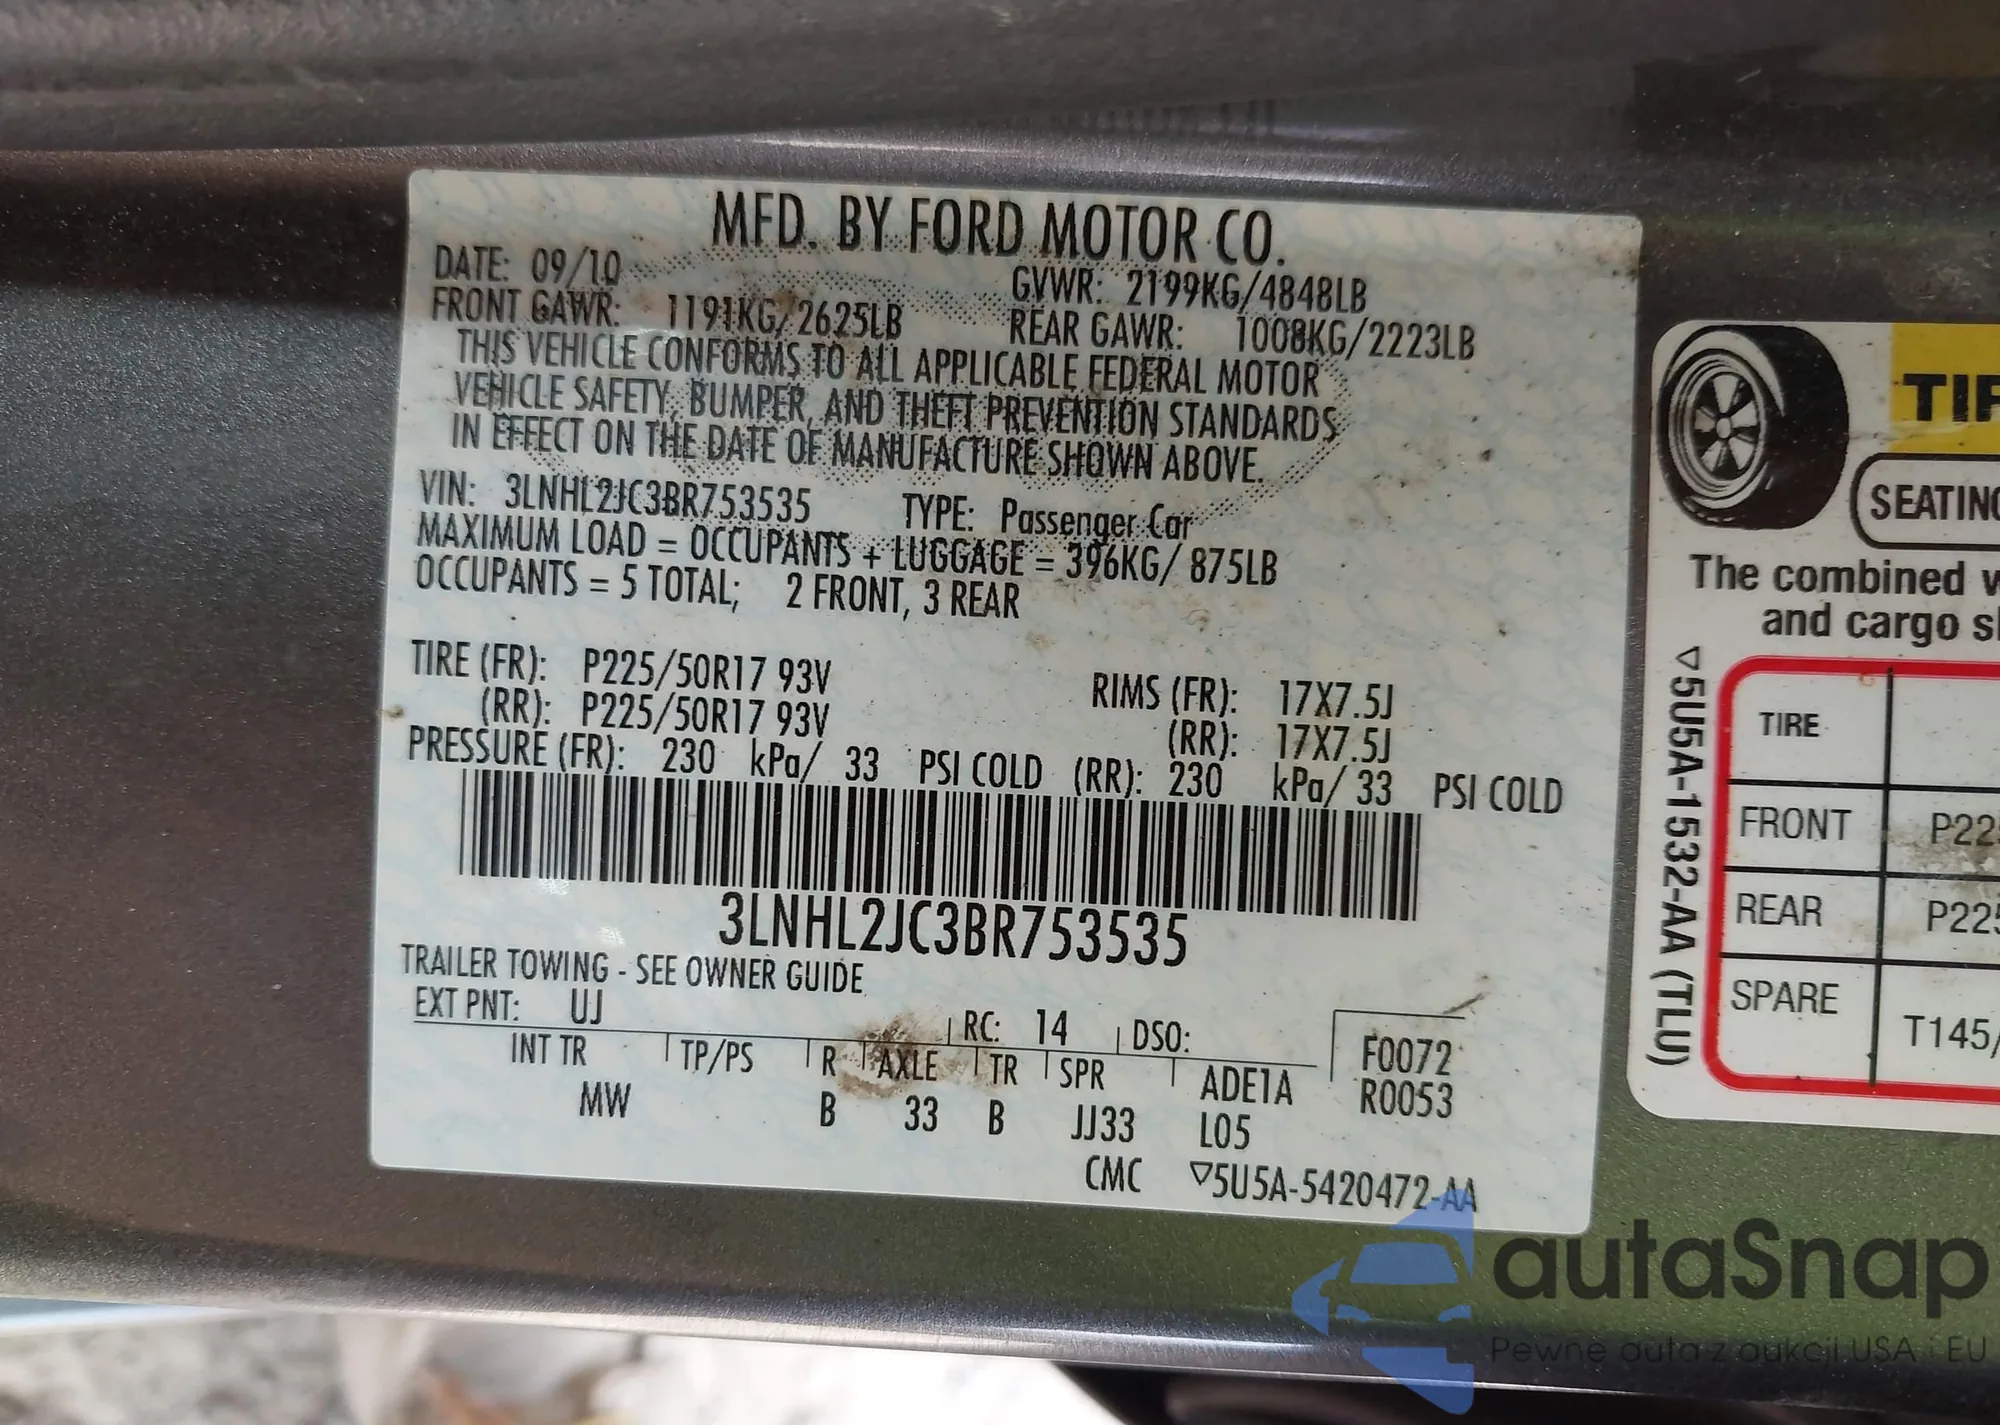 MFD. BY FORD MOTOR CO.
DATE: 09/10 GVWR: 2199KG/4848LB
FRONT GAWR: 1191KG/2625LB REAR GAWR: 1008KG/2223LB
THIS VEHICLE CONFORMS TO ALL APPLICABLE FEDERAL MOTOR
VEHICLE SAFETY, BUMPER, AND THEFT PREVENTION STANDARDS
IN EFFECT ON THE DATE OF MANUFACTURE SHOWN ABOVE.
VIN: 3LNHL2JC3BR753535 TYPE: Passenger Car
MAXIMUM LOAD = OCCUPANTS + LUGGAGE = 396KG/ 875LB
OCCUPANTS = 5 TOTAL; 2 FRONT, 3 REAR
TIRE (FR): P225/50R17 93V RIMS (FR): 17X7.5J
(RR): P225/50R17 93V (RR): 17X7.5J
PRESSURE (FR): 230 kPa/ 33 PSI COLD (RR): 230 kPa/ 33 PSI COLD
3LNHL2JC3BR753535
TRAILER TOWING - SEE OWNER GUIDE
EXT PNT: UJ RC: 14 DSO: F0072
INT TR TP/PS R AXLE TR SPR ADE1A R0053
MW B 33 B JJ33 L05
CMC ▽5U5A-5420472-AA
TIR
SEATING
The combined w
and cargo sh
▽5U5A-1532-AA (TLU)
TIRE
FRONT P225
REAR P225
SPARE T145/
autaSnap
Pewne auta z aukcji USA i EU